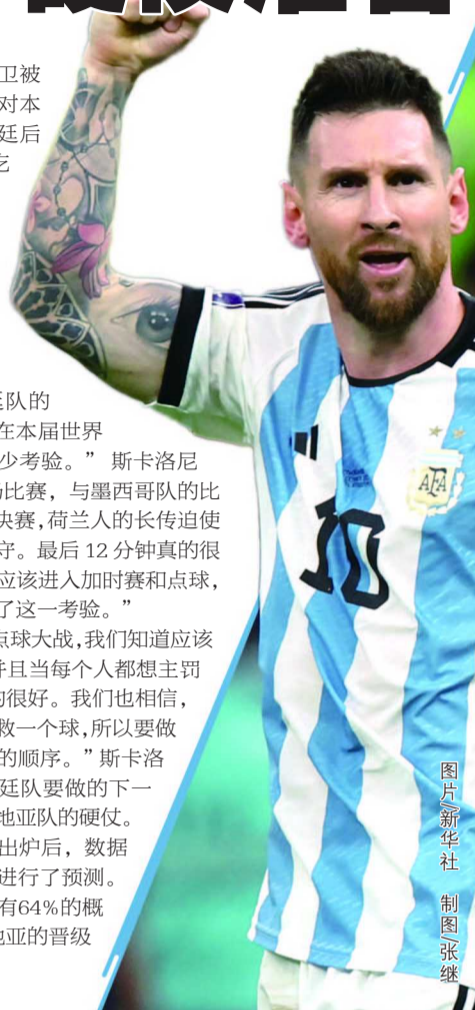 卫被
对本
廷后
廷队的
在本届世界
少考验。”斯卡洛尼
场比赛，与墨西哥队的比
决赛，荷兰人的长传迫使
守。最后 12 分钟真的很
应该进入加时赛和点球，
了这一考验。”
点球大战，我们知道应该
并且当每个人都想主罚
的很好。我们也相信，
救一个球，所以要做
的顺序。”斯卡洛
廷队要做的下一
地亚队的硬仗。
出炉后，数据
进行了预测。
有64%的概
地亚的晋级
AFA
10
图片/新华社 制图/张继